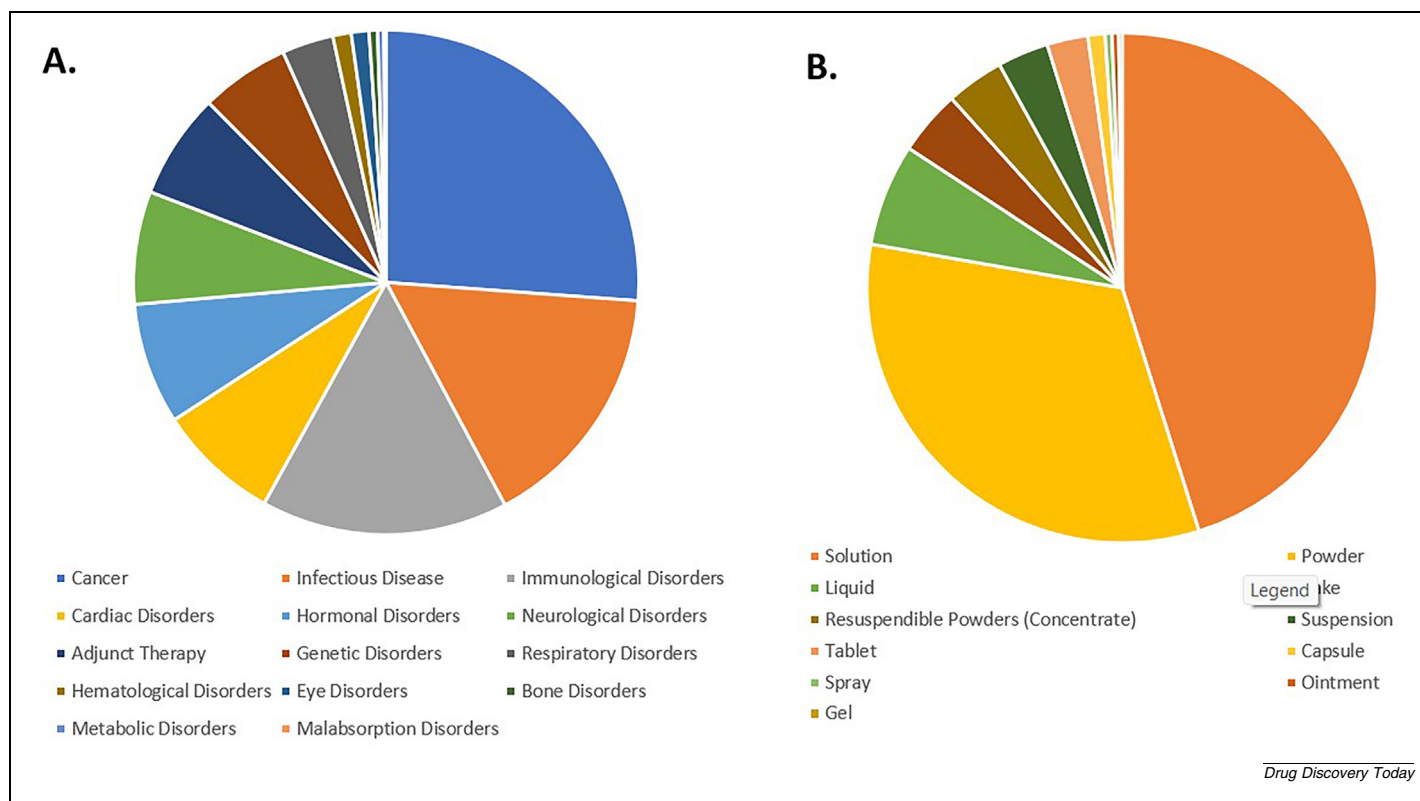 A.
B.
Cancer Infectious Disease Immunological Disorders
Cardiac Disorders Hormonal Disorders Neurological Disorders
Adjunct Therapy Genetic Disorders Respiratory Disorders
Hematological Disorders Eye Disorders Bone Disorders
Metabolic Disorders Malabsorption Disorders
Solution Powder
Liquid Legend
Resuspendible Powders (Concentrate) Suspension
Tablet Capsule
Spray Ointment
Gel
Drug Discovery Today